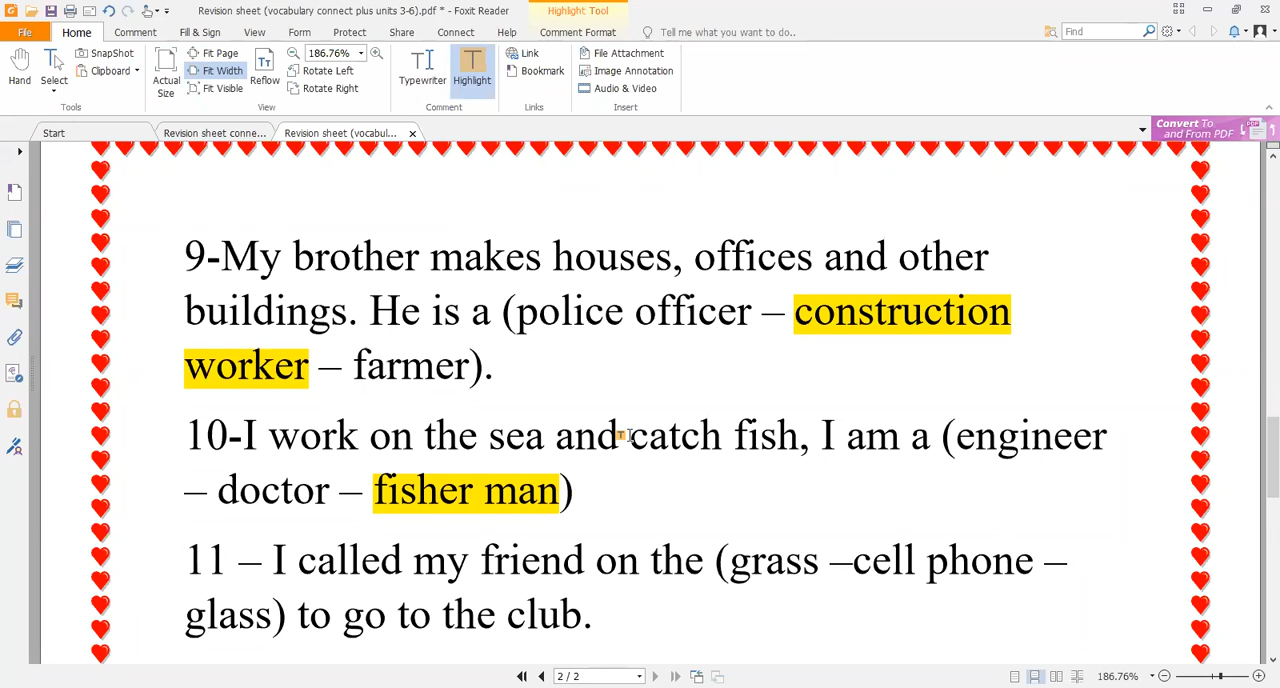 Revision sheet (vocabulary connect plus units 3-6).pdf * - Foxit Reader
Highlight Tool
File Home Comment Fill & Sign View Form Protect Share Connect Help Comment Format Tell me what you want to do.. Find
Hand
Select
SnapShot
Clipboard
Tools
Actual Size
Fit Page
Fit Width
Fit Visible
Reflow
186.76%
Rotate Left
Rotate Right
View
Typewriter
Highlight
Comment
Link
Bookmark
Links
File Attachment
Image Annotation
Audio & Video
Insert
Start Revision sheet conne... Revision sheet (vocabul...
Convert To
and From PDF
9-My brother makes houses, offices and other
buildings. He is a (police officer – construction
worker – farmer).
10-I work on the sea and catch fish, I am a (engineer
– doctor – fisher man)
11 – I called my friend on the (grass –cell phone –
glass) to go to the club.
2 / 2
186.76%